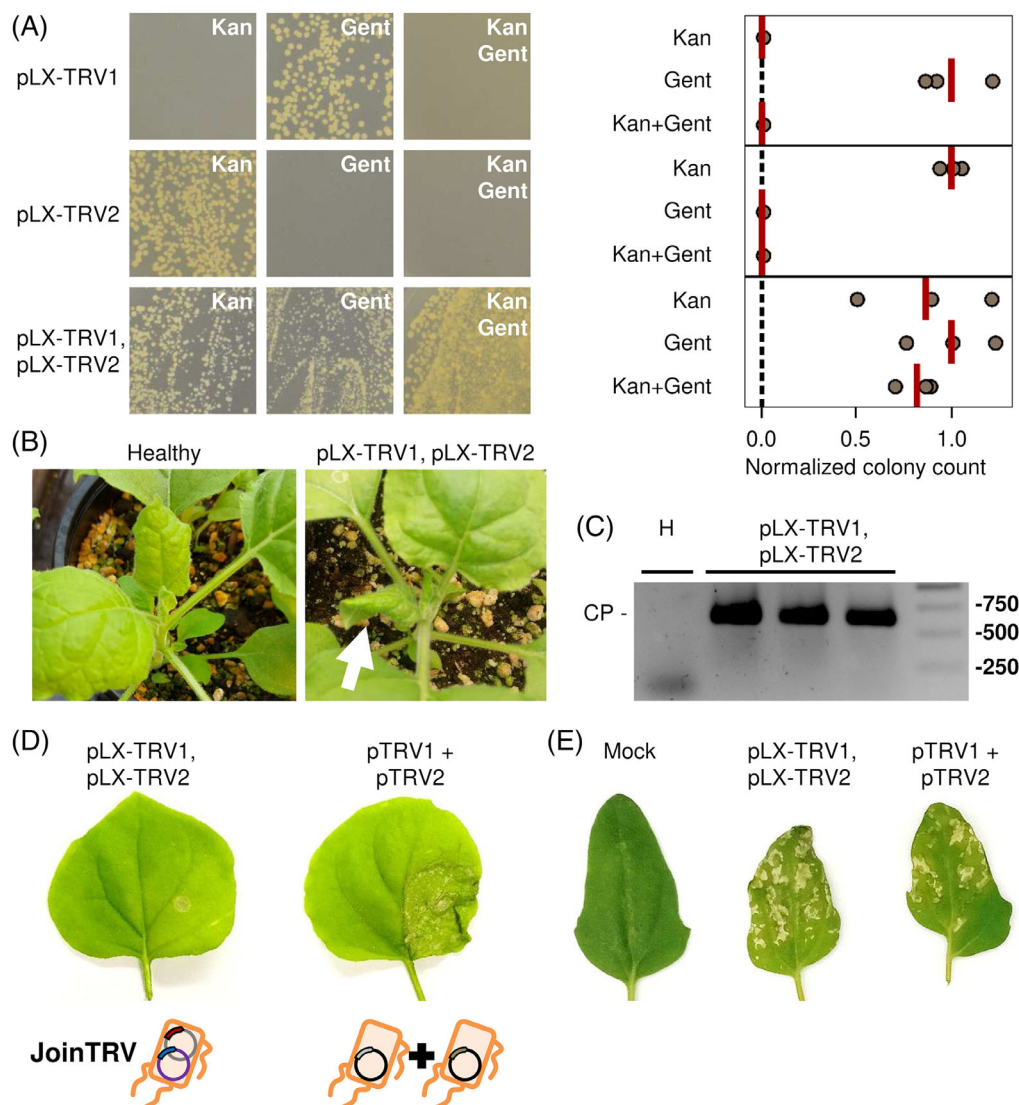 (A)
Kan
Gent
Kan
Gent
pLX-TRV1
Kan
Gent
Kan
Gent
pLX-TRV2
Kan
Gent
Kan
Gent
pLX-TRV1,
pLX-TRV2
Kan
Gent
Kan+Gent
Kan
Gent
Kan+Gent
Kan
Gent
Kan+Gent
0.0
0.5
1.0
Normalized colony count
(B)
Healthy
pLX-TRV1, pLX-TRV2
(C)
H
pLX-TRV1,
pLX-TRV2
CP -
-750
-500
-250
(D)
pLX-TRV1,
pLX-TRV2
pTRV1 +
pTRV2
(E)
Mock
pLX-TRV1,
pLX-TRV2
pTRV1 +
pTRV2
JoinTRV